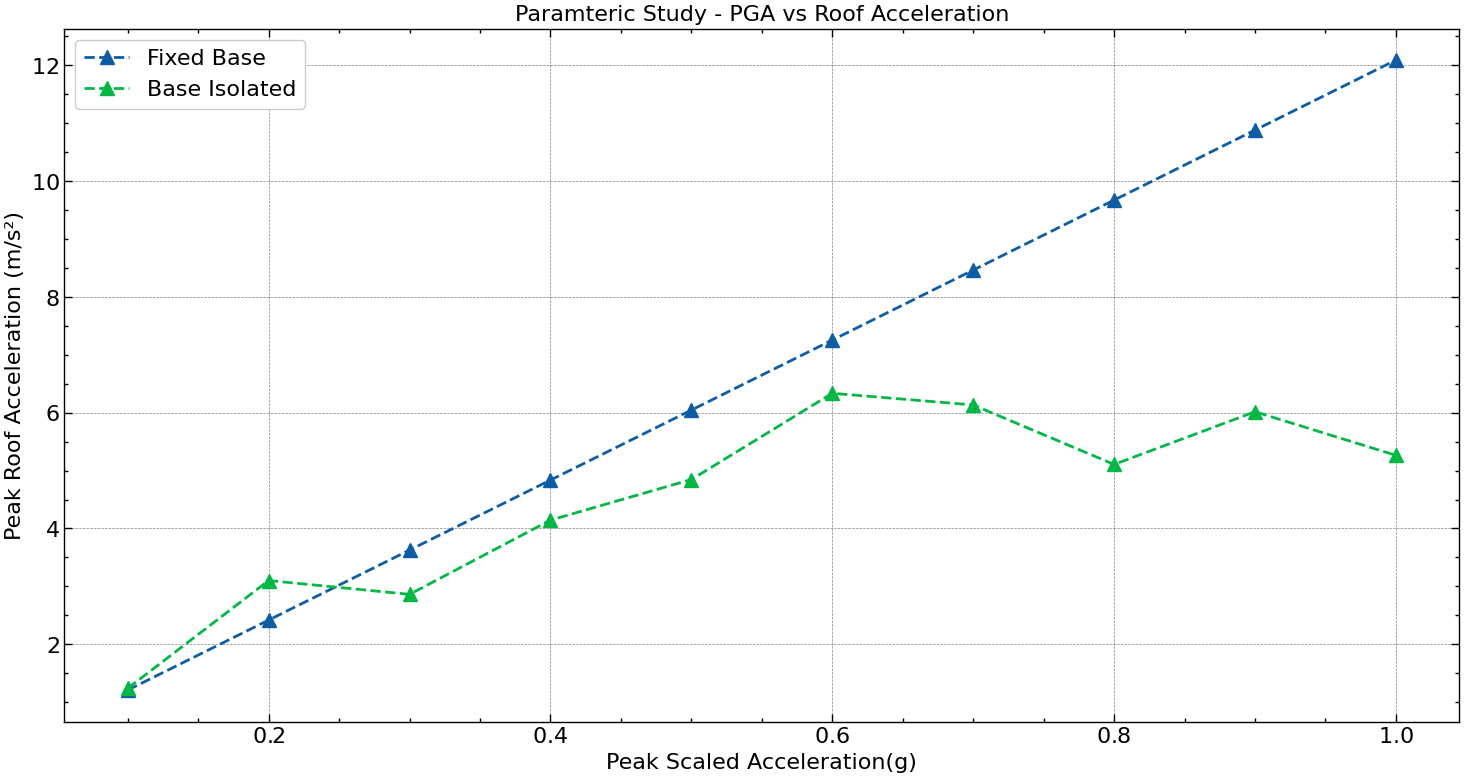 Paramteric Study - PGA vs Roof Acceleration
Fixed Base
Base Isolated
Peak Roof Acceleration (m/s²)
12
10
8
6
4
2
0.2
0.4
0.6
0.8
1.0
Peak Scaled Acceleration(g)